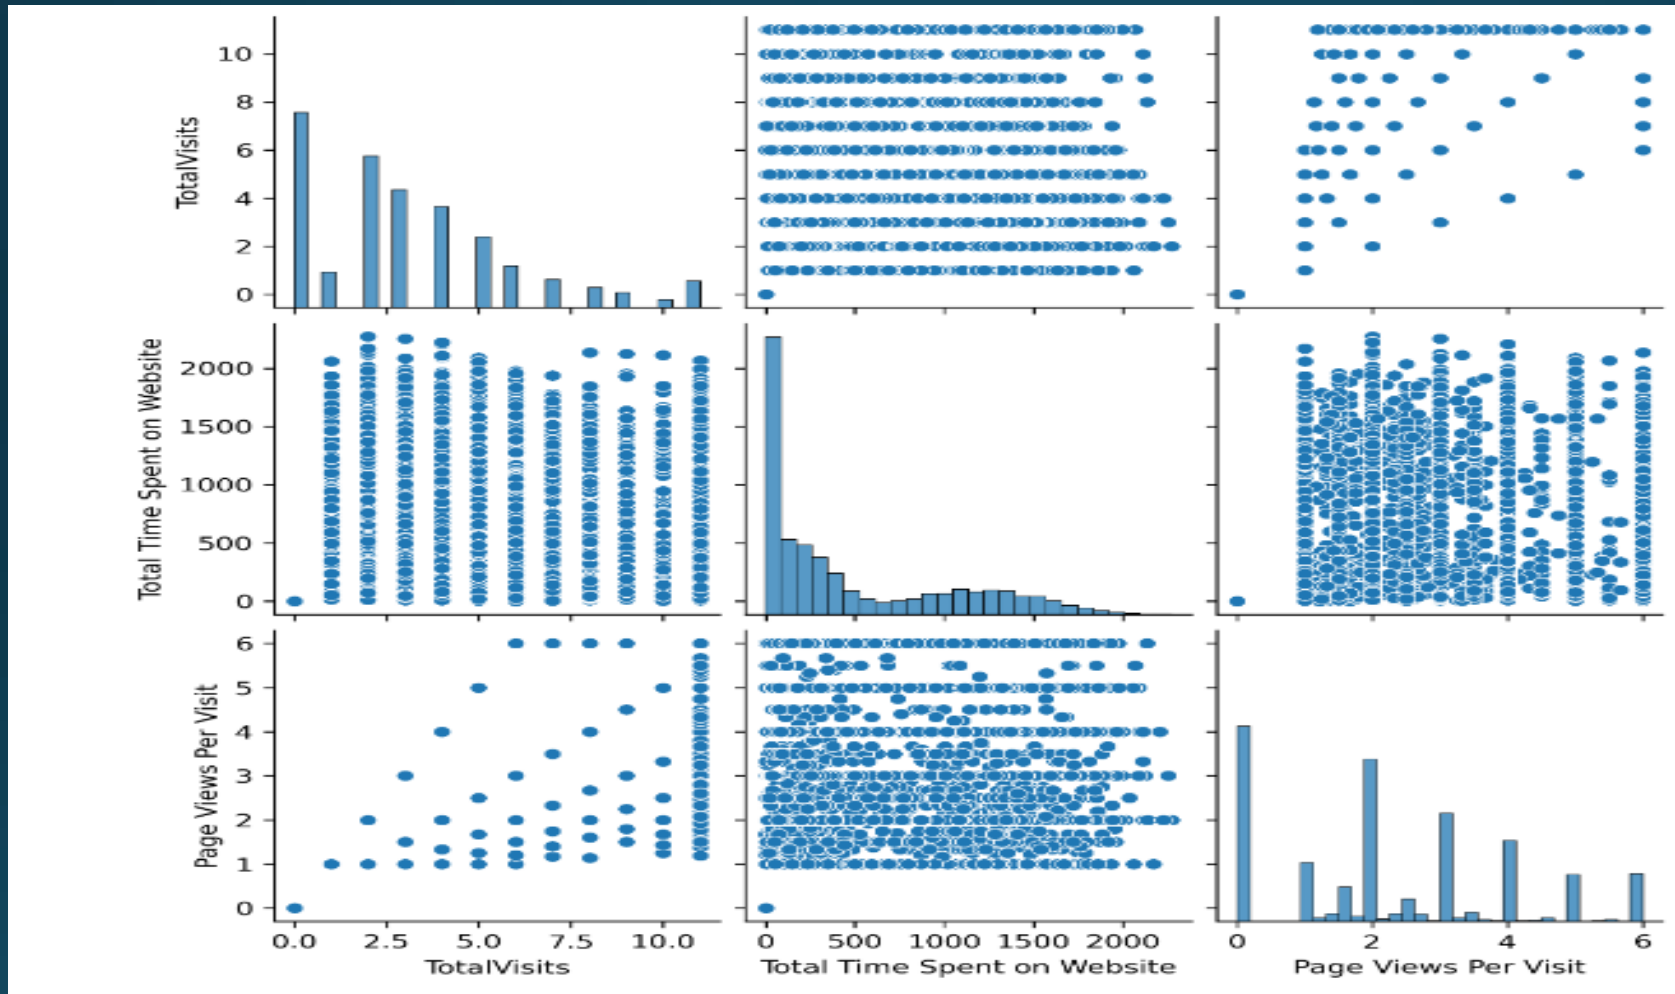 TotalVisits
10
8
6
4
2
0
Total Time Spent on Website
2000
1500
1000
500
0
Page Views Per Visit
6
5
4
3
2
1
0
0.0 2.5 5.0 7.5 10.0
0 500 1000 1500 2000
0 2 4 6
TotalVisits
Total Time Spent on Website
Page Views Per Visit